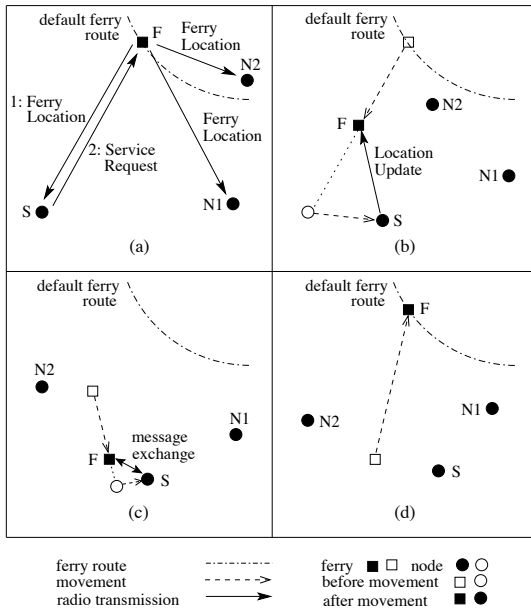 default ferry
route
F
Ferry
Location
N2
1: Ferry
Location
Ferry
Location
2: Service
Request
S
N1
(a)
default ferry
route
N2
F
Location
Update
N1
S
(b)
default ferry
route
N2
N1
message
exchange
F
S
(c)
default ferry
route
F
N1
N2
S
(d)
ferry route
movement
radio transmission
ferry
node
before movement
after movement